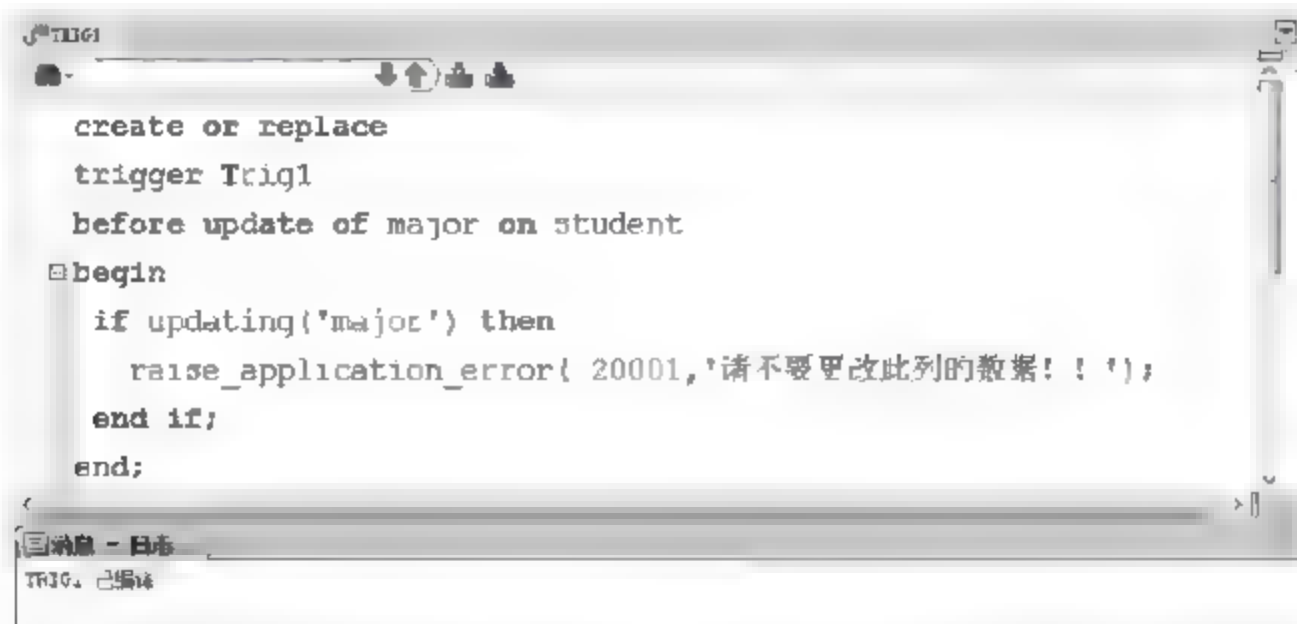 TRIG1
create or replace
trigger Trig1
before update of major on student
begin
if updating('major') then
raise_application_error( 20001,'请不要更改此列的数据！！');
end if;
end;
消息 - 日志
TRIG1 已编译